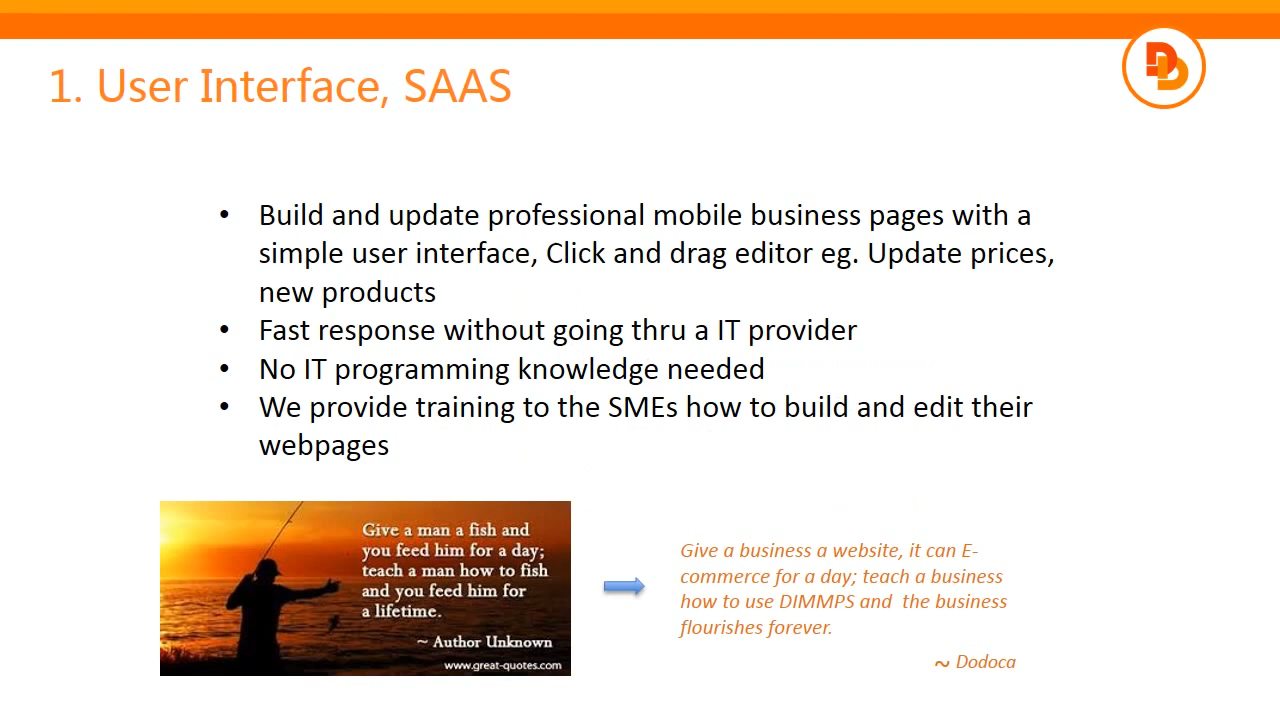 1. User Interface, SAAS
• Build and update professional mobile business pages with a
simple user interface, Click and drag editor eg. Update prices,
new products
• Fast response without going thru a IT provider
• No IT programming knowledge needed
• We provide training to the SMEs how to build and edit their
webpages
Give a man a fish and
you feed him for a day;
teach a man how to fish
and you feed him for
a lifetime.
~ Author Unknown
www.great-quotes.com
Give a business a website, it can E-
commerce for a day; teach a business
how to use DIMMPS and  the business
flourishes forever.
~ Dodoca